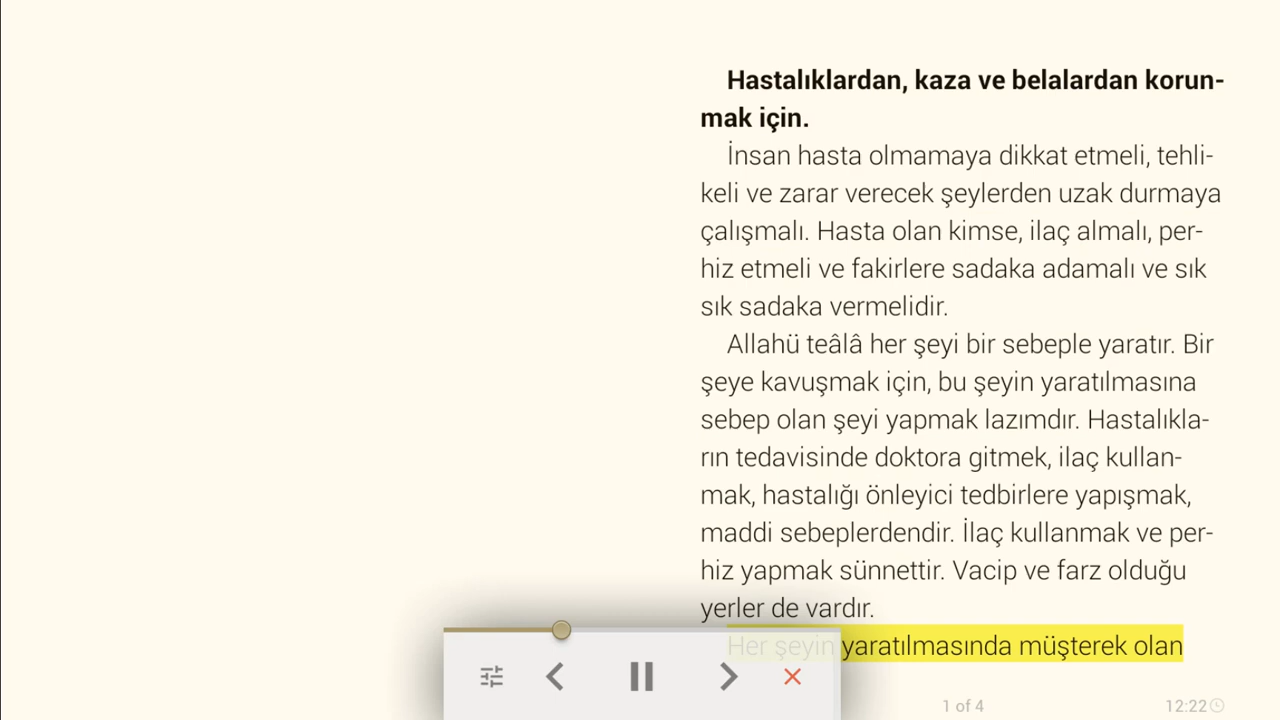 Hastalıklardan, kaza ve belalardan korun-
mak için.
İnsan hasta olmamaya dikkat etmeli, tehli-
keli ve zarar verecek şeylerden uzak durmaya
çalışmalı. Hasta olan kimse, ilaç almalı, per-
hiz etmeli ve fakirlere sadaka adamalı ve sık
sık sadaka vermelidir.
Allahü teâlâ her şeyi bir sebeple yaratır. Bir
şeye kavuşmak için, bu şeyin yaratılmasına
sebep olan şeyi yapmak lazımdır. Hastalıkla-
rın tedavisinde doktora gitmek, ilaç kullan-
mak, hastalığı önleyici tedbirlere yapışmak,
maddi sebeplerdendir. İlaç kullanmak ve per-
hiz yapmak sünnettir. Vacip ve farz olduğu
yerler de vardır.
Her şeyin yaratılmasında müşterek olan
1 of 4 12:22